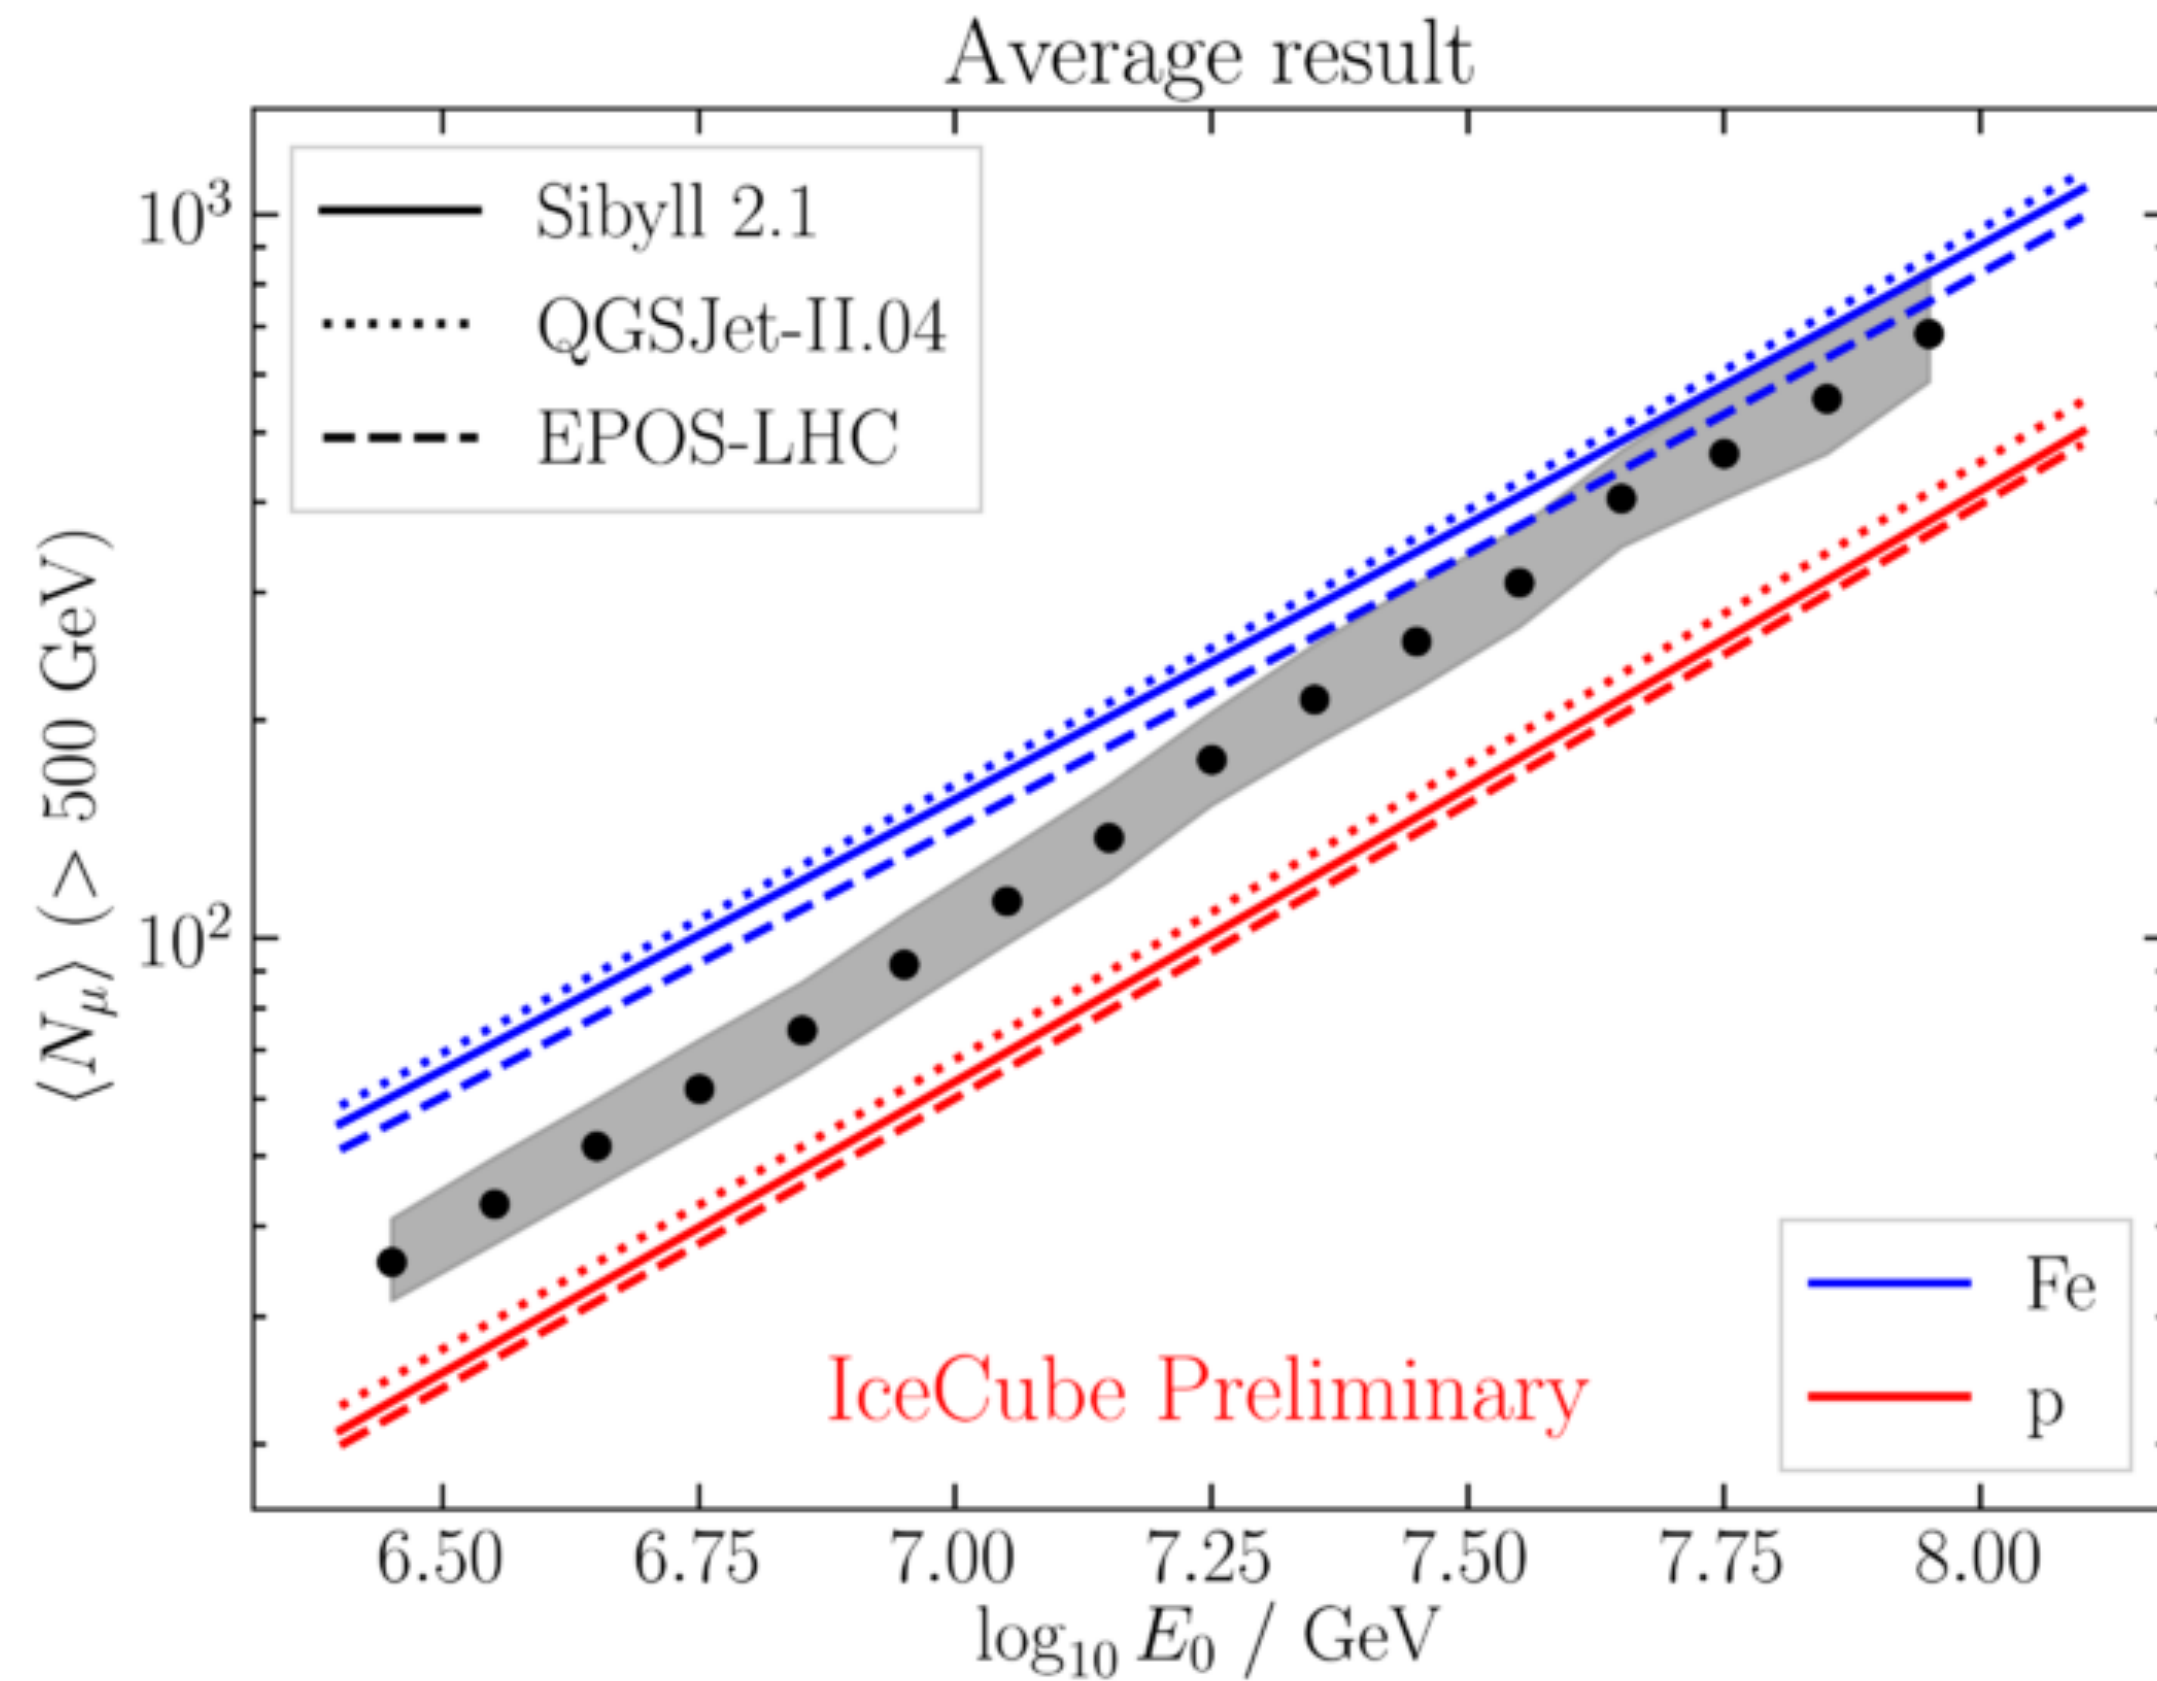 Average result
Sibyll 2.1
QGSJet-II.04
EPOS-LHC
10³
10²
⟨Nμ⟩ (> 500 GeV)
Fe
p
IceCube Preliminary
6.50 6.75 7.00 7.25 7.50 7.75 8.00
log₁₀ E₀ / GeV